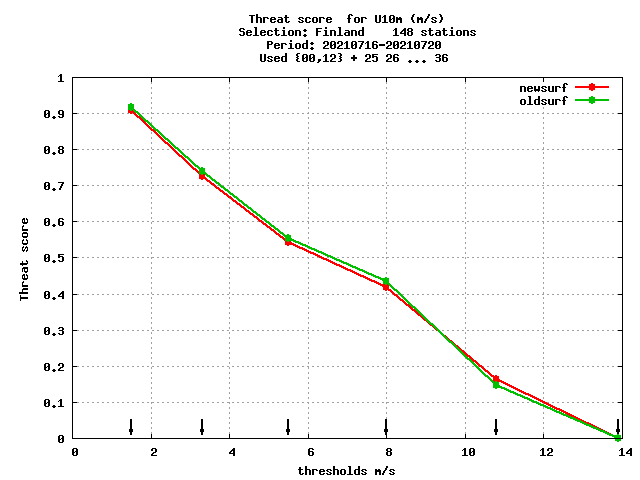 Threat score  for U10m (m/s)
Selection: Finland    148 stations
Period: 20210716-20210720
Used {00,12} + 25 26 ... 36
1
0.9
0.8
0.7
0.6
0.5
0.4
0.3
0.2
0.1
0
Threat score
newsurf
oldsurf
0 2 4 6 8 10 12 14
thresholds m/s